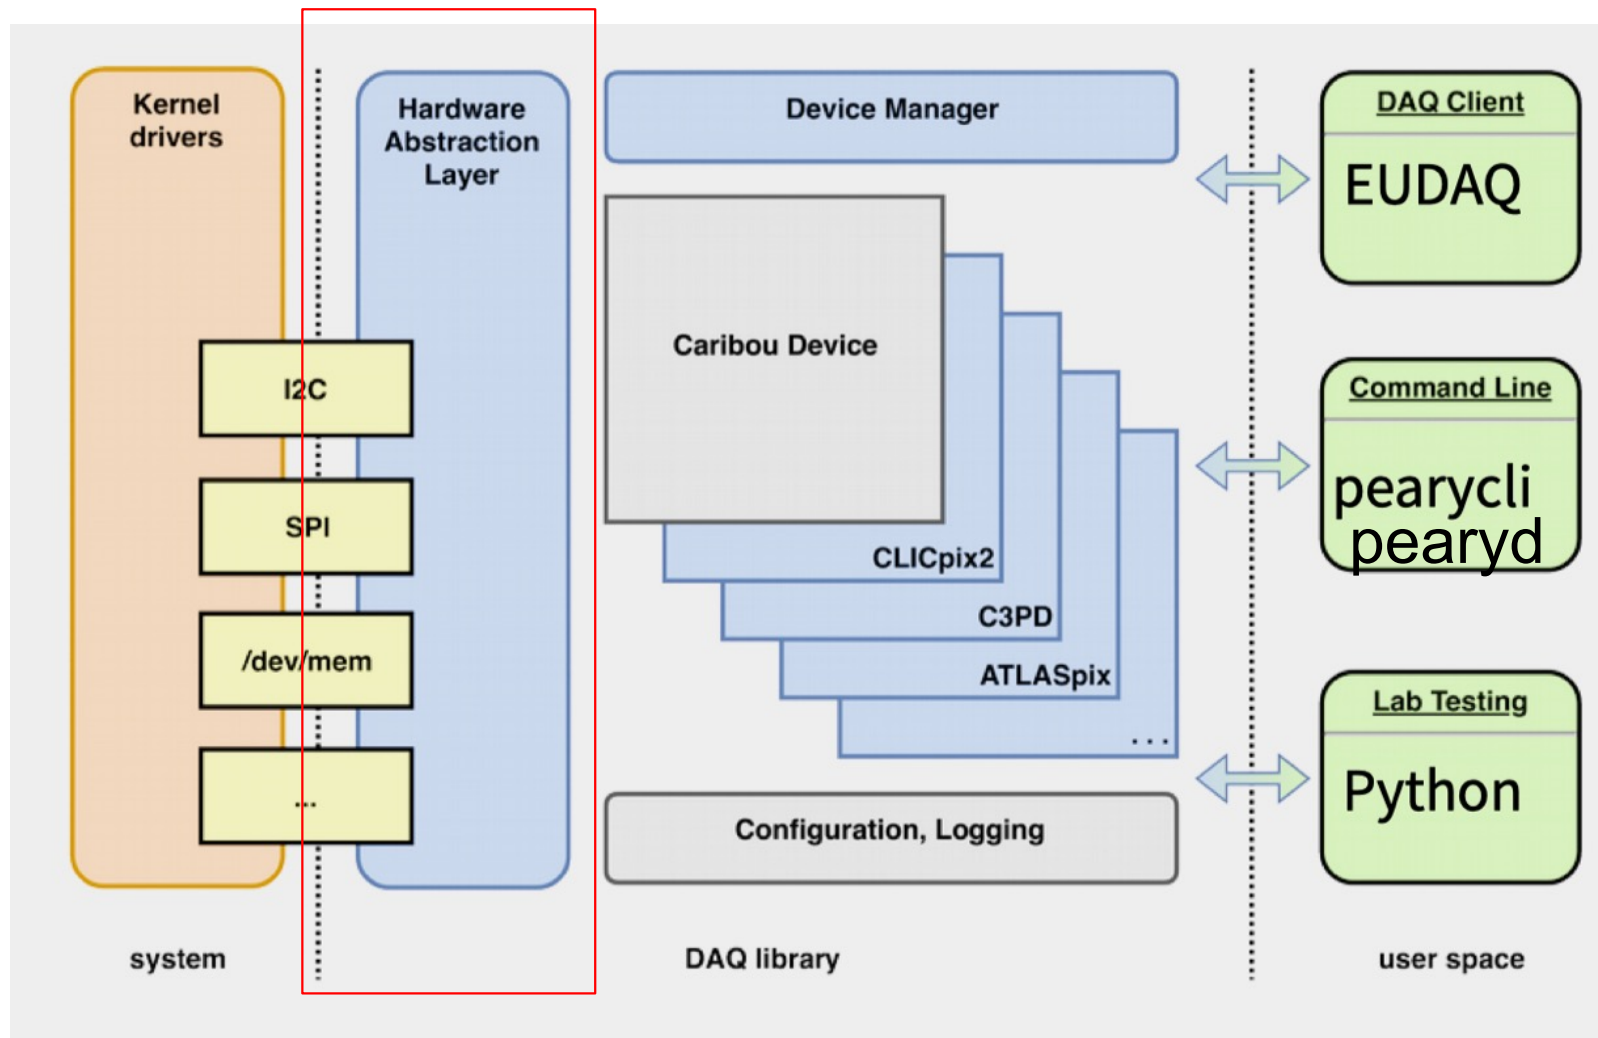 Kernel
drivers
Hardware
Abstraction
Layer
Device Manager
DAQ Client
EUDAQ
Caribou Device
I2C
Command Line
pearycli
pearyd
SPI
CLICpix2
C3PD
/dev/mem
ATLASpix
...
Lab Testing
Python
...
Configuration, Logging
system
DAQ library
user space